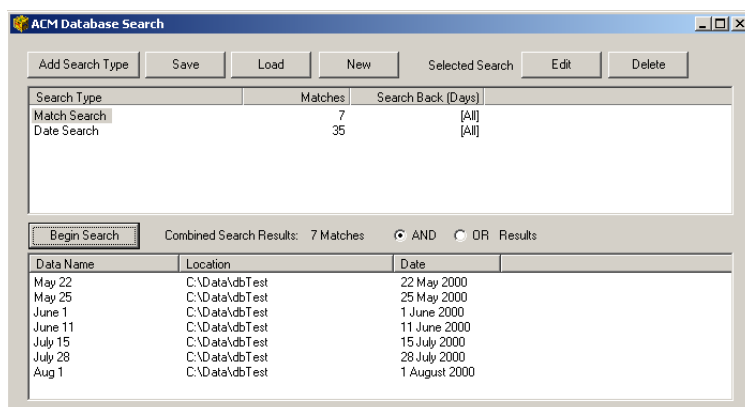 ACM Database Search
Add Search Type Save Load New Selected Search Edit Delete
Search Type Matches Search Back (Days)
Match Search 7 [All]
Date Search 35 [All]
Begin Search Combined Search Results: 7 Matches AND OR Results
Data Name Location Date
May 22 C:\Data\dbTest 22 May 2000
May 25 C:\Data\dbTest 25 May 2000
June 1 C:\Data\dbTest 1 June 2000
June 11 C:\Data\dbTest 11 June 2000
July 15 C:\Data\dbTest 15 July 2000
July 28 C:\Data\dbTest 28 July 2000
Aug 1 C:\Data\dbTest 1 August 2000